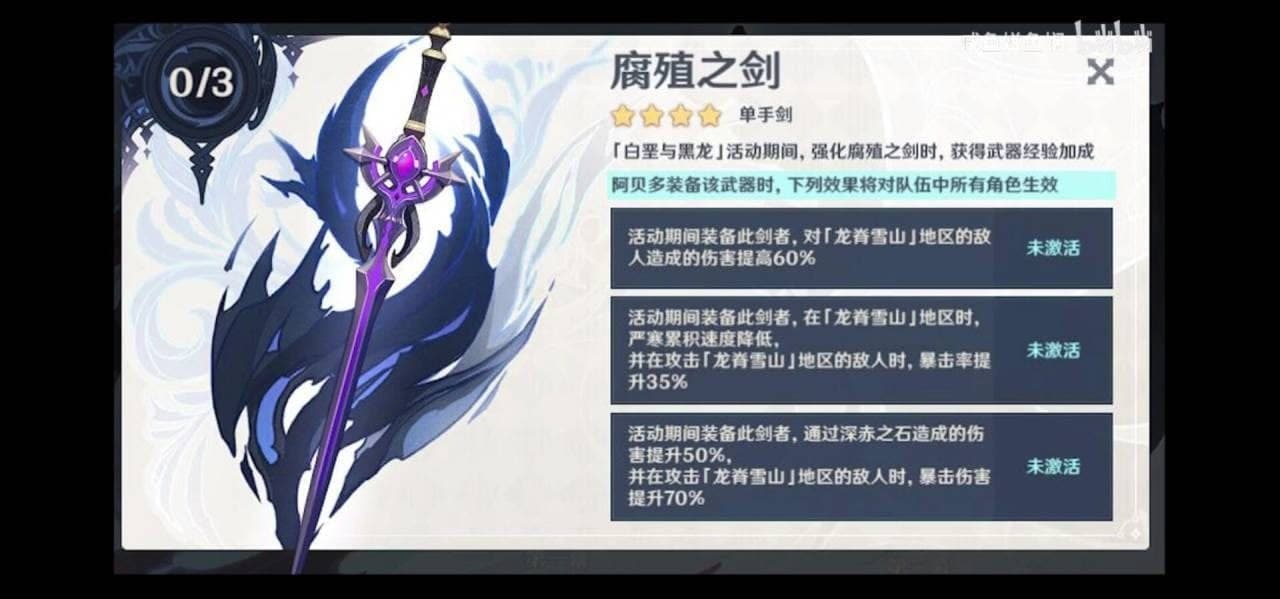 0/3
腐殖之剑
单手剑
「白垩与黑龙」活动期间，强化腐殖之剑时，获得武器经验加成
阿贝多装备该武器时，下列效果将对队伍中所有角色生效
活动期间装备此剑者，对「龙脊雪山」地区的敌
人造成的伤害提高60%
未激活
活动期间装备此剑者，在「龙脊雪山」地区时，
严寒累积速度降低，
并在攻击「龙脊雪山」地区的敌人时，暴击率提
升35%
未激活
活动期间装备此剑者，通过深赤之石造成的伤
害提升50%，
并在攻击「龙脊雪山」地区的敌人时，暴击伤害
提升70%
未激活